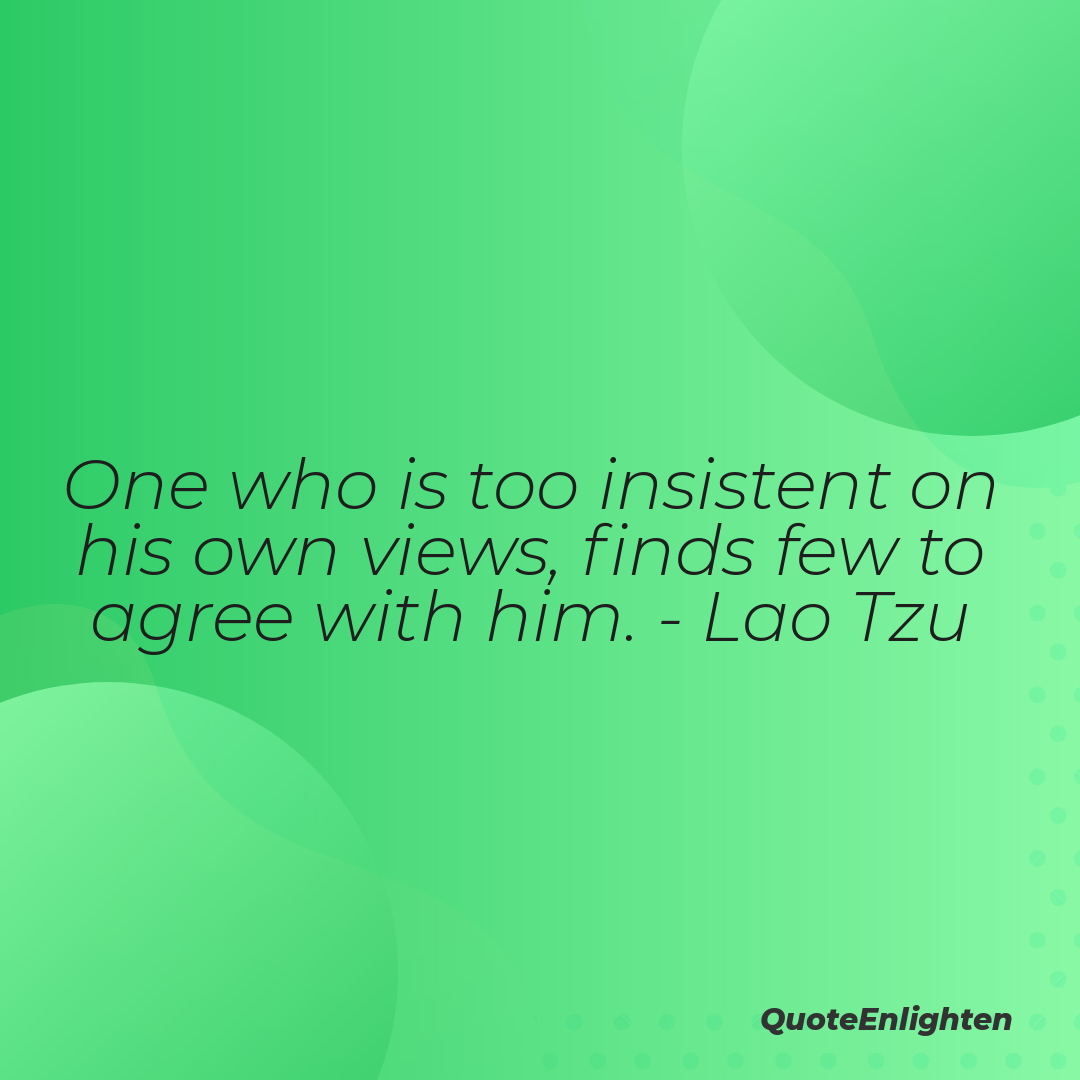 One who is too insistent on
his own views, finds few to
agree with him. - Lao Tzu
QuoteEnlighten